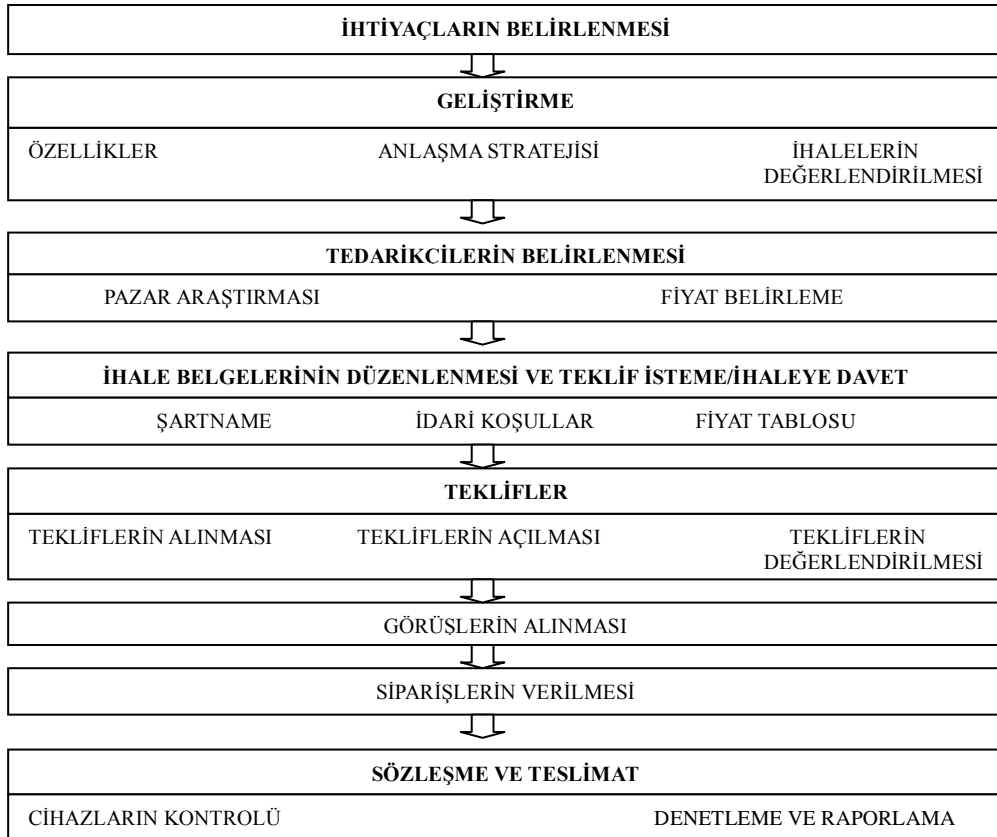 İHTİYAÇLARIN BELİRLENMESİ
GELİŞTİRME
ÖZELLİKLER ANLAŞMA STRATEJİSİ İHALELERİN
DEĞERLENDİRİLMESİ
TEDARİKCİLERİN BELİRLENMESİ
PAZAR ARAŞTIRMASI FİYAT BELİRLEME
İHALE BELGELERİNİN DÜZENLENMESİ VE TEKLİF İSTEME/İHALEYE DAVET
ŞARTNAME İDARİ KOŞULLAR FİYAT TABLOSU
TEKLİFLER
TEKLİFLERİN ALINMASI TEKLİFLERİN AÇILMASI TEKLİFLERİN
DEĞERLENDİRİLMESİ
GÖRÜŞLERİN ALINMASI
SİPARİŞLERİN VERİLMESİ
SÖZLEŞME VE TESLİMAT
CİHAZLARIN KONTROLÜ DENETLEME VE RAPORLAMA